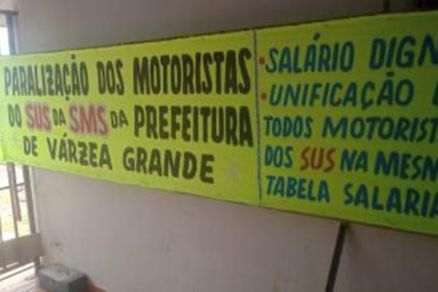 PARALIZAÇÃO DOS MOTORISTAS
DO SUS DA SMS DA PREFEITURA
DE VÁRZEA GRANDE
• SALÁRIO DIGN
• UNIFICAÇÃO
TODOS MOTORIST
DOS SUS NA MESM
TABELA SALARIA